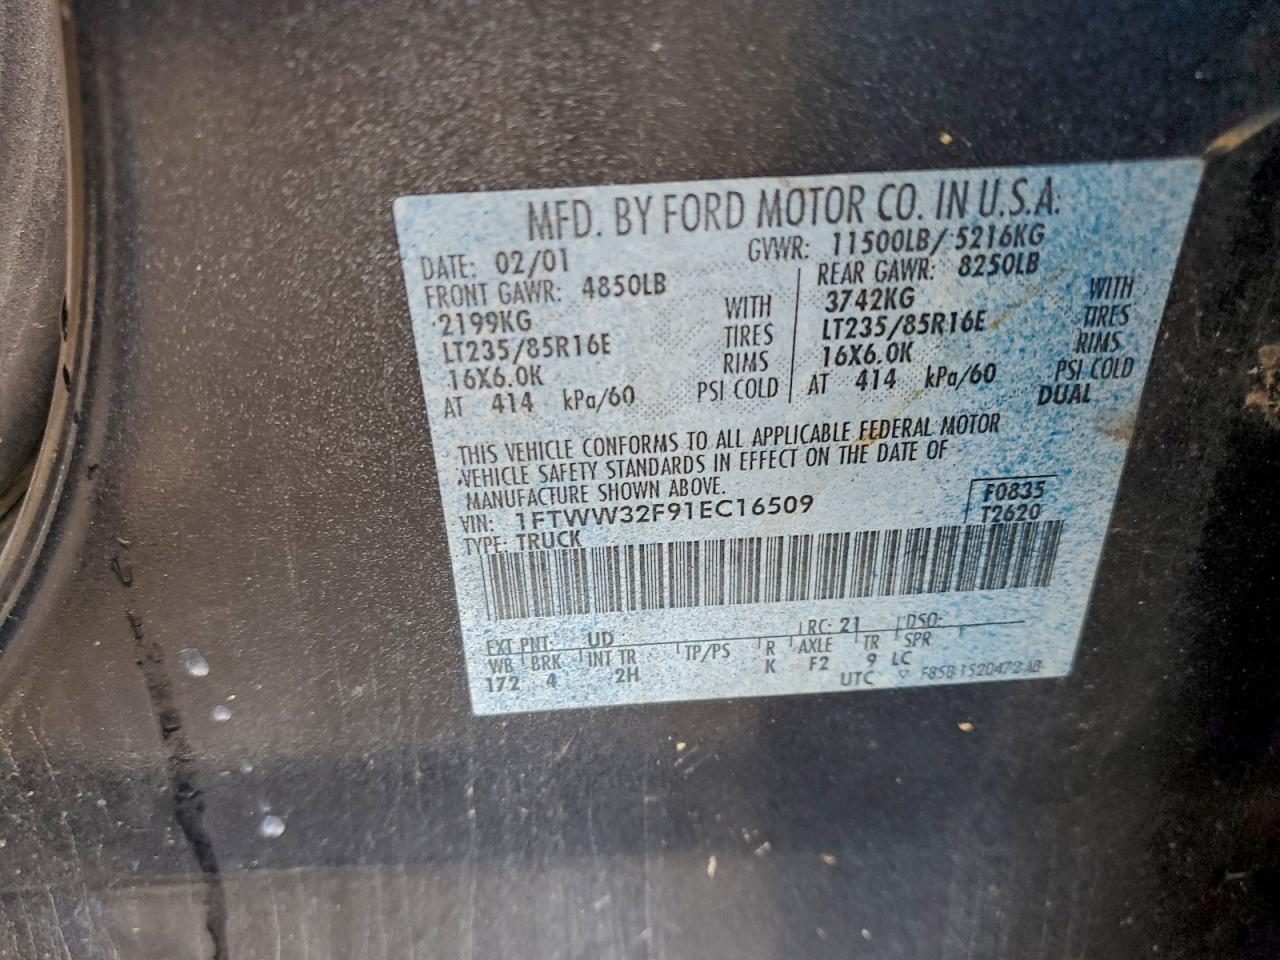 MFD. BY FORD MOTOR CO. IN U.S.A.
DATE: 02/01 GVWR: 11500LB/ 5216KG
FRONT GAWR: 4850LB REAR GAWR: 8250LB
2199KG WITH 3742KG WITH
LT235/85R16E TIRES LT235/85R16E TIRES
16X6.0K RIMS 16X6.0K RIMS
AT 414 kPa/60 PSI COLD AT 414 kPa/60 PSI COLD
DUAL
THIS VEHICLE CONFORMS TO ALL APPLICABLE FEDERAL MOTOR
VEHICLE SAFETY STANDARDS IN EFFECT ON THE DATE OF
MANUFACTURE SHOWN ABOVE.
VIN: 1FTWW32F91EC16509 F0835
TYPE: TRUCK T2620
EXT PNT: UD RC: 21 DSO:
WB BRK INT TR TP/PS R AXLE TR SPR
172 4 2H K F2 9 LC
UTC F85B-1520472-AB